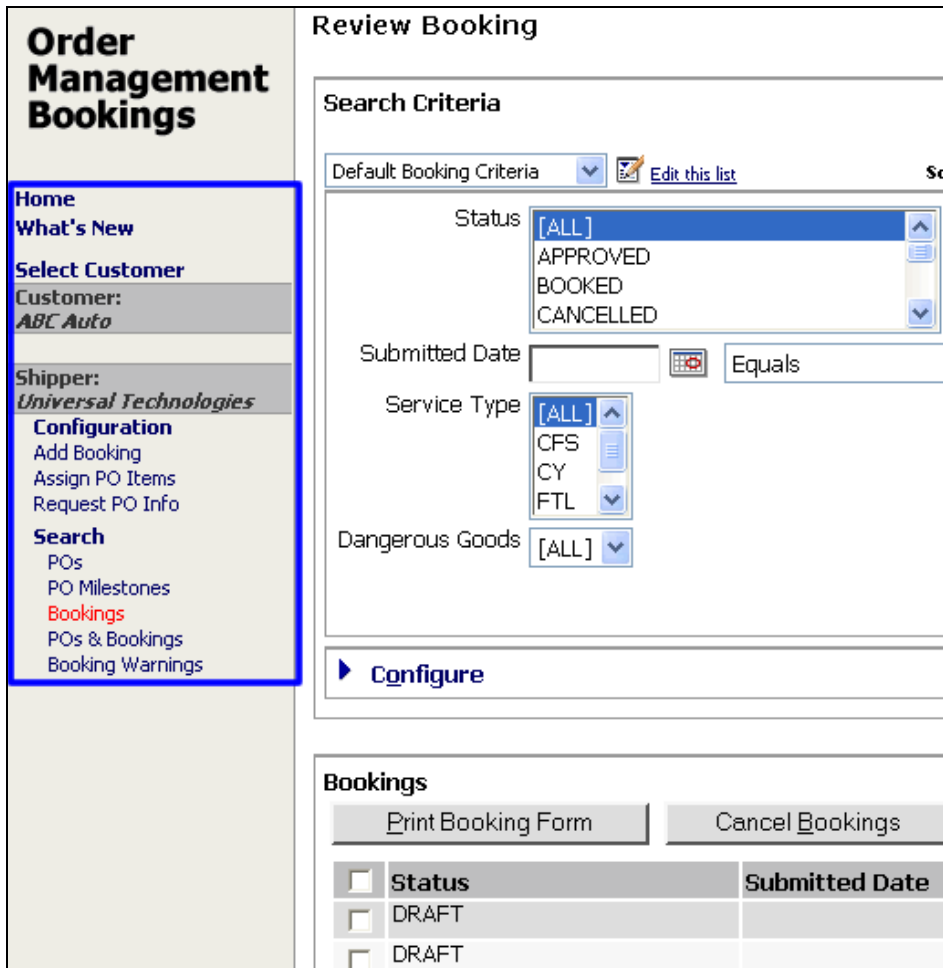 Order
Management
Bookings
Home
What's New
Select Customer
Customer:
ABC Auto
Shipper:
Universal Technologies
Configuration
Add Booking
Assign PO Items
Request PO Info
Search
POs
PO Milestones
Bookings
POs & Bookings
Booking Warnings
Review Booking
Search Criteria
Default Booking Criteria Edit this list
Status [ALL]
APPROVED
BOOKED
CANCELLED
Submitted Date Equals
Service Type [ALL]
CFS
CY
FTL
Dangerous Goods [ALL]
Configure
Bookings
Print Booking Form Cancel Bookings
Status Submitted Date
DRAFT
DRAFT